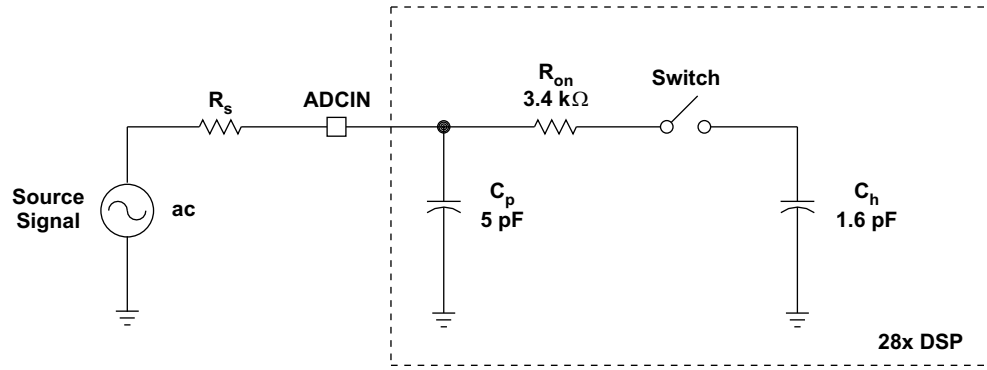 R_s
ADCIN
R_on
3.4 kΩ
Switch
Source
Signal
ac
C_p
5 pF
C_h
1.6 pF
28x DSP